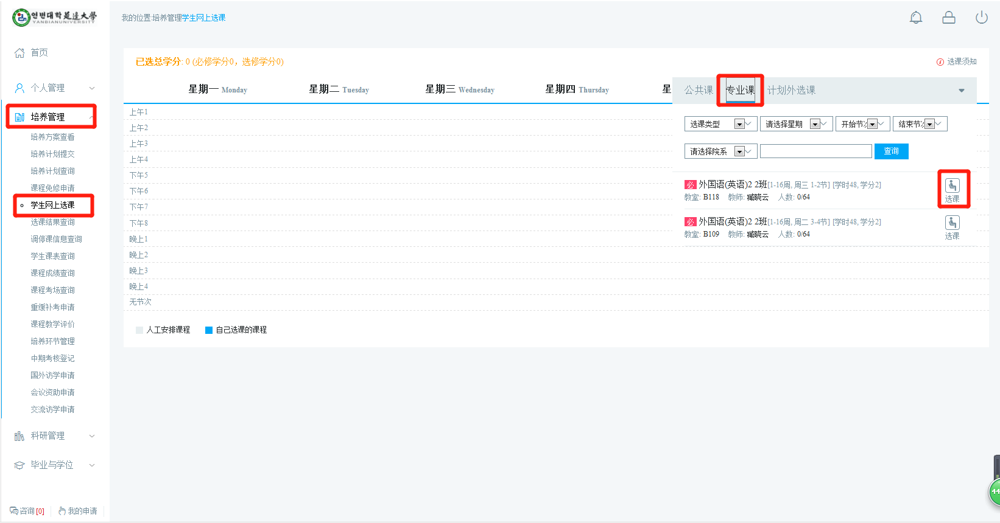 연변대학 延边大學
YANBIANUNIVERSITY
首页
个人管理
培养管理
培养方案查看
培养计划提交
培养计划查询
课程免修申请
学生网上选课
选课结果查询
调停课信息查询
学生课表查询
课程成绩查询
课程考场查询
重缓补考申请
课程教学评价
培养环节管理
中期考核登记
国外访学申请
会议资助申请
交流访学申请
科研管理
毕业与学位
咨询[0] 我的申请
我的位置:培养管理学生网上选课
已选总学分: 0 (必修学分0，选修学分0)
选课须知
星期一 Monday 星期二 Tuesday 星期三 Wednesday 星期四 Thursday 星
上午1
上午2
上午3
上午4
下午5
下午6
下午7
下午8
晚上1
晚上2
晚上3
晚上4
无节次
人工安排课程 自己选课的课程
公共课 专业课 计划外选课
选课类型 请选择星期 开始节次 结束节次
请选择院系 查询
必 外国语(英语)2 2班[1-16周, 周三 1-2节] [学时48, 学分2]
教室: B118 教师: 臧晓云 人数: 0/64
选课
必 外国语(英语)2 2班[1-16周, 周二 3-4节] [学时48, 学分2]
教室: B109 教师: 臧晓云 人数: 0/64
选课
44